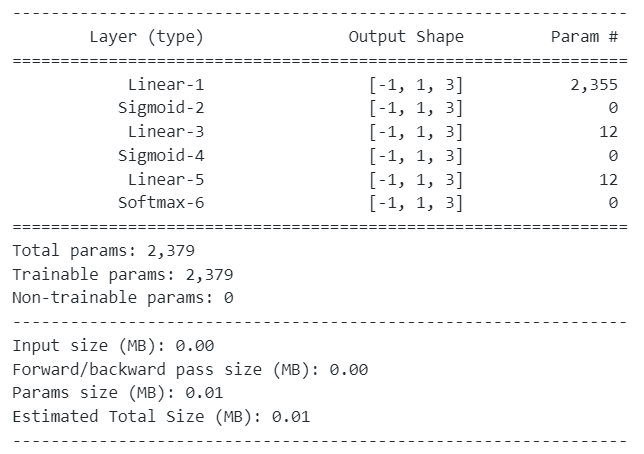 ----------------------------------------------------------------
Layer (type) Output Shape Param #
================================================================
Linear-1 [-1, 1, 3] 2,355
Sigmoid-2 [-1, 1, 3] 0
Linear-3 [-1, 1, 3] 12
Sigmoid-4 [-1, 1, 3] 0
Linear-5 [-1, 1, 3] 12
Softmax-6 [-1, 1, 3] 0
================================================================
Total params: 2,379
Trainable params: 2,379
Non-trainable params: 0
----------------------------------------------------------------
Input size (MB): 0.00
Forward/backward pass size (MB): 0.00
Params size (MB): 0.01
Estimated Total Size (MB): 0.01
----------------------------------------------------------------